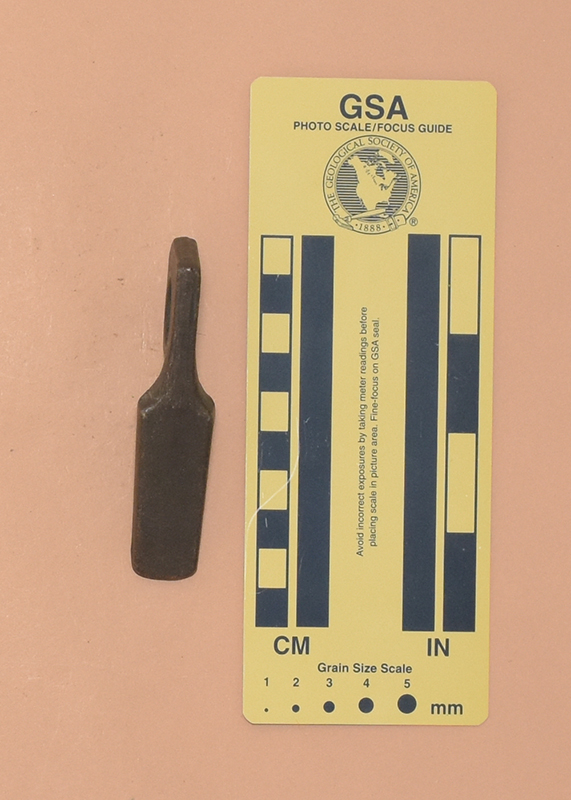 GSA
PHOTO SCALE/FOCUS GUIDE
THE GEOLOGICAL SOCIETY OF AMERICA
·1888·
®
Avoid incorrect exposures by taking meter readings before
placing scale in picture area. Fine-focus on GSA seal.
CM IN
Grain Size Scale
1 2 3 4 5
mm